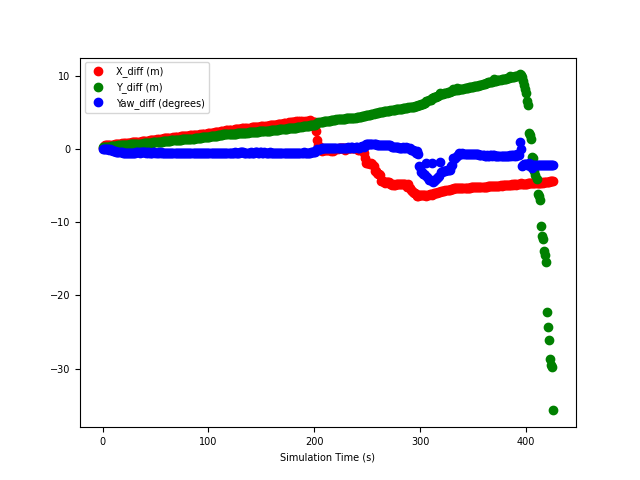 X_diff (m)
Y_diff (m)
Yaw_diff (degrees)
10
0
−10
−20
−30
0 100 200 300 400
Simulation Time (s)